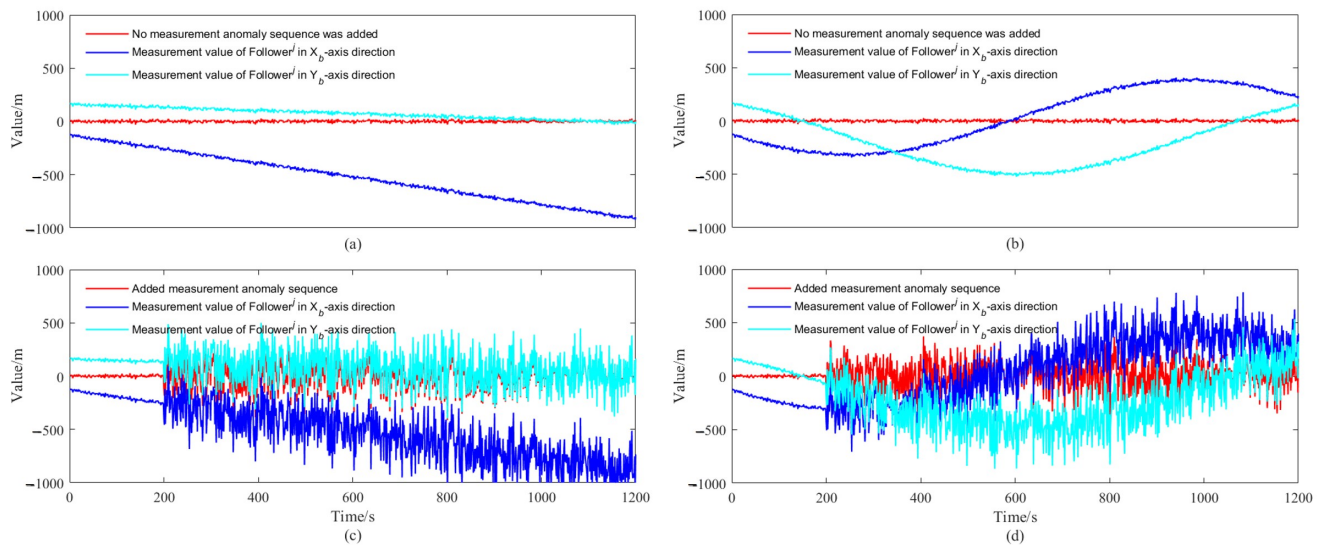 1000
500
0
−500
−1000
Value/m
No measurement anomaly sequence was added
Measurement value of Follower^i in X_b-axis direction
Measurement value of Follower^i in Y_b-axis direction
(a)
1000
500
0
−500
−1000
Value/m
No measurement anomaly sequence was added
Measurement value of Follower^i in X_b-axis direction
Measurement value of Follower^i in Y_b-axis direction
(b)
1000
500
0
−500
−1000
Value/m
Added measurement anomaly sequence
Measurement value of Follower^i in X_b-axis direction
Measurement value of Follower^i in Y_b-axis direction
0 200 400 600 800 1000 1200
Time/s
(c)
1000
500
0
−500
−1000
Value/m
Added measurement anomaly sequence
Measurement value of Follower^i in X_b-axis direction
Measurement value of Follower^i in Y_b-axis direction
0 200 400 600 800 1000 1200
Time/s
(d)